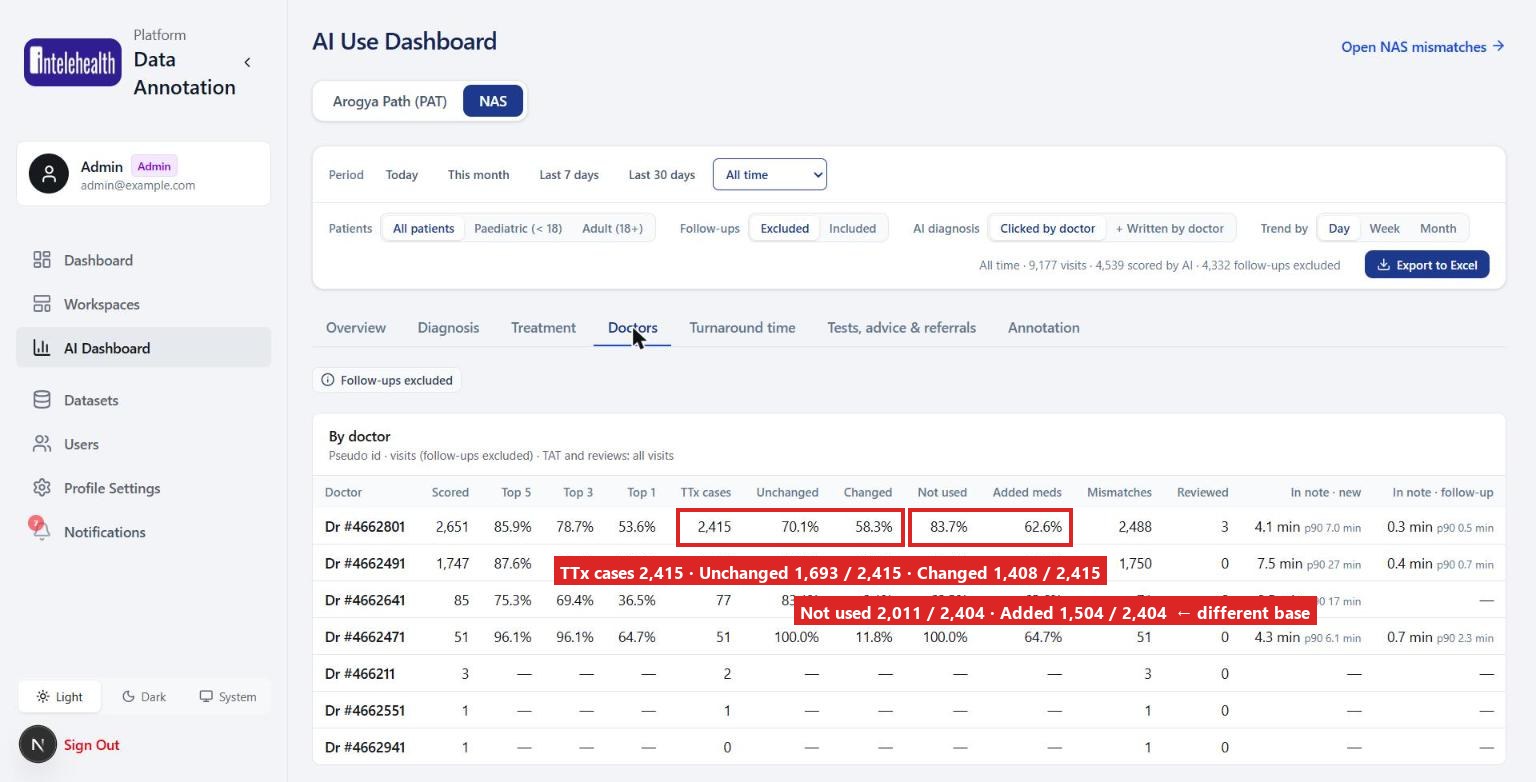 intelehealth
Platform
Data
Annotation
Admin Admin
admin@example.com
Dashboard
Workspaces
AI Dashboard
Datasets
Users
Profile Settings
7
Notifications
Light Dark System
N Sign Out
AI Use Dashboard
Open NAS mismatches →
Arogya Path (PAT) NAS
Period Today This month Last 7 days Last 30 days All time
Patients All patients Paediatric (< 18) Adult (18+) Follow-ups Excluded Included AI diagnosis Clicked by doctor + Written by doctor Trend by Day Week Month
All time · 9,177 visits · 4,539 scored by AI · 4,332 follow-ups excluded Export to Excel
Overview Diagnosis Treatment Doctors Turnaround time Tests, advice & referrals Annotation
Follow-ups excluded
By doctor
Pseudo id · visits (follow-ups excluded) · TAT and reviews: all visits
Doctor Scored Top 5 Top 3 Top 1 TTx cases Unchanged Changed Not used Added meds Mismatches Reviewed In note · new In note · follow-up
Dr #4662801 2,651 85.9% 78.7% 53.6% 2,415 70.1% 58.3% 83.7% 62.6% 2,488 3 4.1 min p90 7.0 min 0.3 min p90 0.5 min
Dr #4662491 1,747 87.6% 1,750 0 7.5 min p90 27 min 0.4 min p90 0.7 min
TTx cases 2,415 · Unchanged 1,693 / 2,415 · Changed 1,408 / 2,415
Dr #4662641 85 75.3% 69.4% 36.5% 77 17 min —
Not used 2,011 / 2,404 · Added 1,504 / 2,404 ← different base
Dr #4662471 51 96.1% 96.1% 64.7% 51 100.0% 11.8% 100.0% 64.7% 51 0 4.3 min p90 6.1 min 0.7 min p90 2.3 min
Dr #466211 3 — — — 2 — — — — 3 0 — —
Dr #4662551 1 — — — 1 — — — — 1 0 — —
Dr #4662941 1 — — — 0 — — — — 1 0 — —